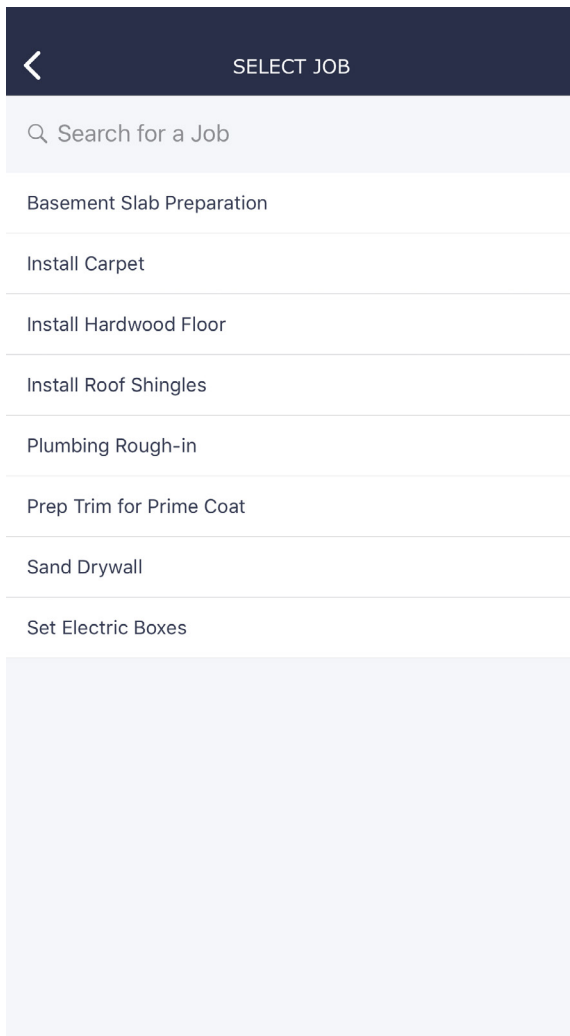 SELECT JOB
Search for a Job
Basement Slab Preparation
Install Carpet
Install Hardwood Floor
Install Roof Shingles
Plumbing Rough-in
Prep Trim for Prime Coat
Sand Drywall
Set Electric Boxes